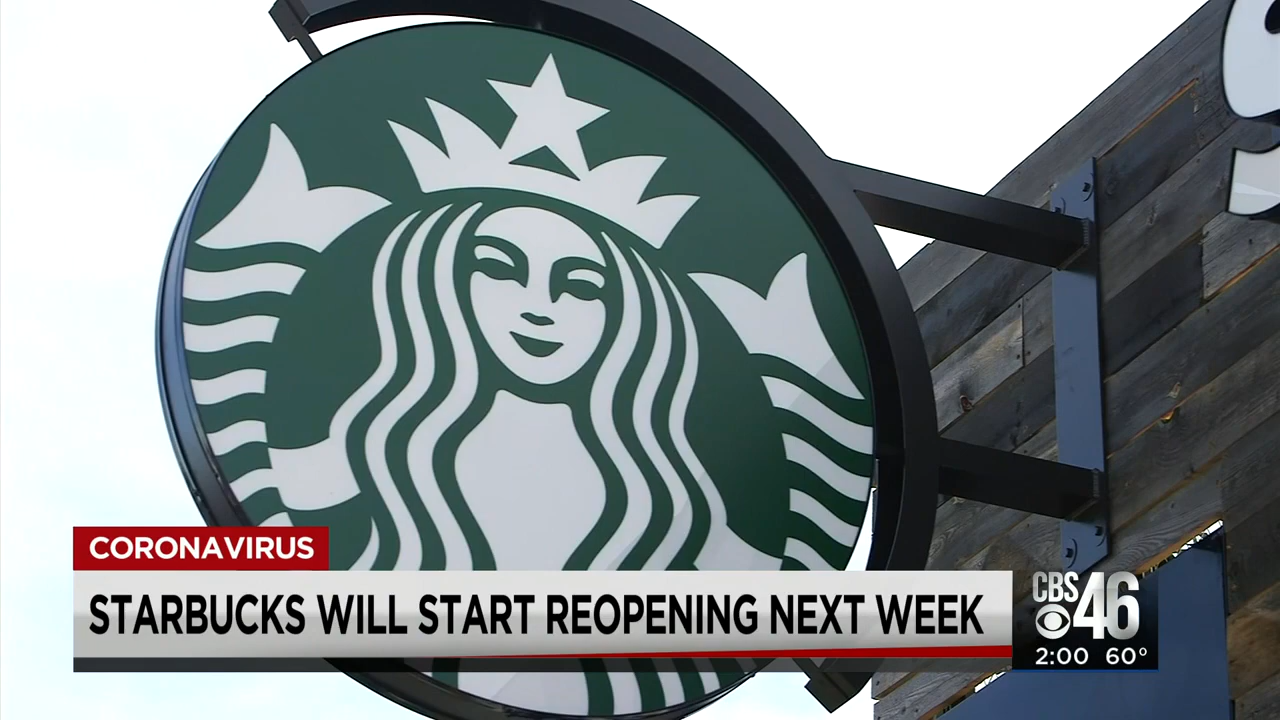 CORONAVIRUS
STARBUCKS WILL START REOPENING NEXT WEEK
CBS 46
2:00 60°